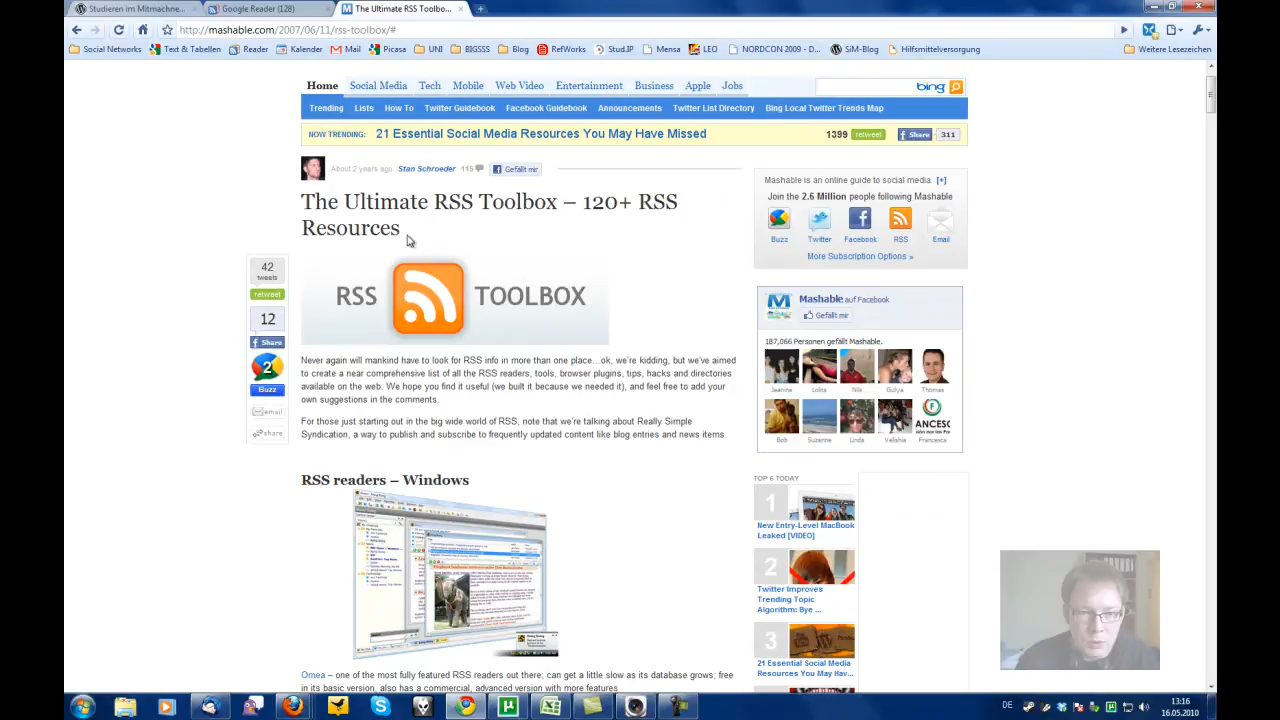 Studieren im Mitmachne...
Google Reader (128)
The Ultimate RSS Toolbo...
mashable.com/2007/06/11/rss-toolbox/#
Social Networks Text & Tabellen Reader Kalender Mail Picasa UNI BIGSSS Blog RefWorks Stud.IP Mensa LEO NORDCON 2009 - D... SiM-Blog Hilfsmittelversorgung Weitere Lesezeichen
Home Social Media Tech Mobile Web Video Entertainment Business Apple Jobs
bing
Trending Lists How To Twitter Guidebook Facebook Guidebook Announcements Twitter List Directory Bing Local Twitter Trends Map
NOW TRENDING: 21 Essential Social Media Resources You May Have Missed 1399 retweet Share 311
About 2 years ago Stan Schroeder 115 Gefällt mir
The Ultimate RSS Toolbox – 120+ RSS
Resources
42
tweets
retweet
12
Share
2
Buzz
email
share
RSS TOOLBOX
Never again will mankind have to look for RSS info in more than one place…ok, we're kidding, but we've aimed
to create a near comprehensive list of all the RSS readers, tools, browser plugins, tips, hacks and directories
available on the web. We hope you find it useful (we built it because we needed it), and feel free to add your
own suggestions in the comments.
For those just starting out in the big wide world of RSS, note that we're talking about Really Simple
Syndication, a way to publish and subscribe to frequently updated content like blog entries and news items.
RSS readers – Windows
Omea – one of the most fully featured RSS readers out there; can get a little slow as its database grows; free
in its basic version, also has a commercial, advanced version with more features
Mashable is an online guide to social media. [+]
Join the 2.6 Million people following Mashable
Buzz Twitter Facebook RSS Email
More Subscription Options »
Mashable auf Facebook
Gefällt mir
187,066 Personen gefällt Mashable.
Jeanine Lolita Nik Gulya Thomas
ANCESC
Bob Suzanne Linda Velishia Francesca
TOP 6 TODAY
1
New Entry-Level MacBook
Leaked [VIDEO]
2
Twitter Improves
Trending Topic
Algorithm: Bye ...
3
21 Essential Social Media
Resources You May Hav...
DE
13:16
16.05.2010